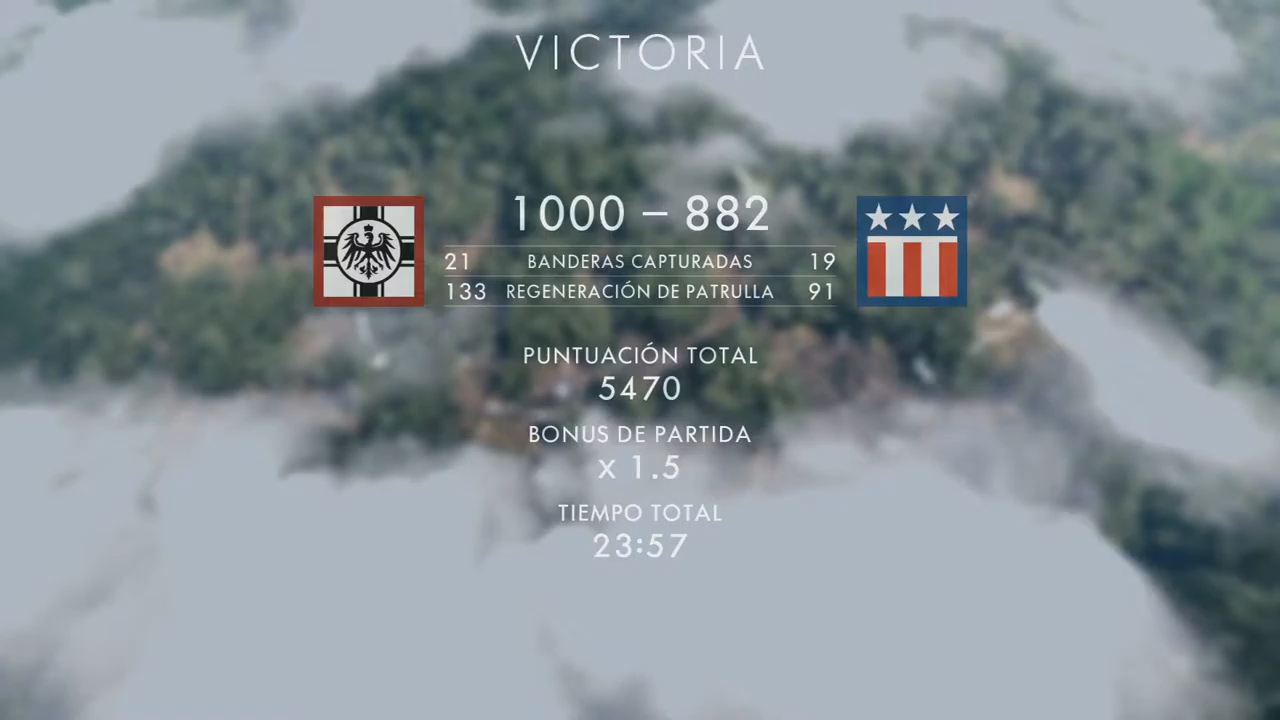 VICTORIA
1000 – 882
21 BANDERAS CAPTURADAS 19
133 REGENERACIÓN DE PATRULLA 91
PUNTUACIÓN TOTAL
5470
BONUS DE PARTIDA
x 1.5
TIEMPO TOTAL
23:57